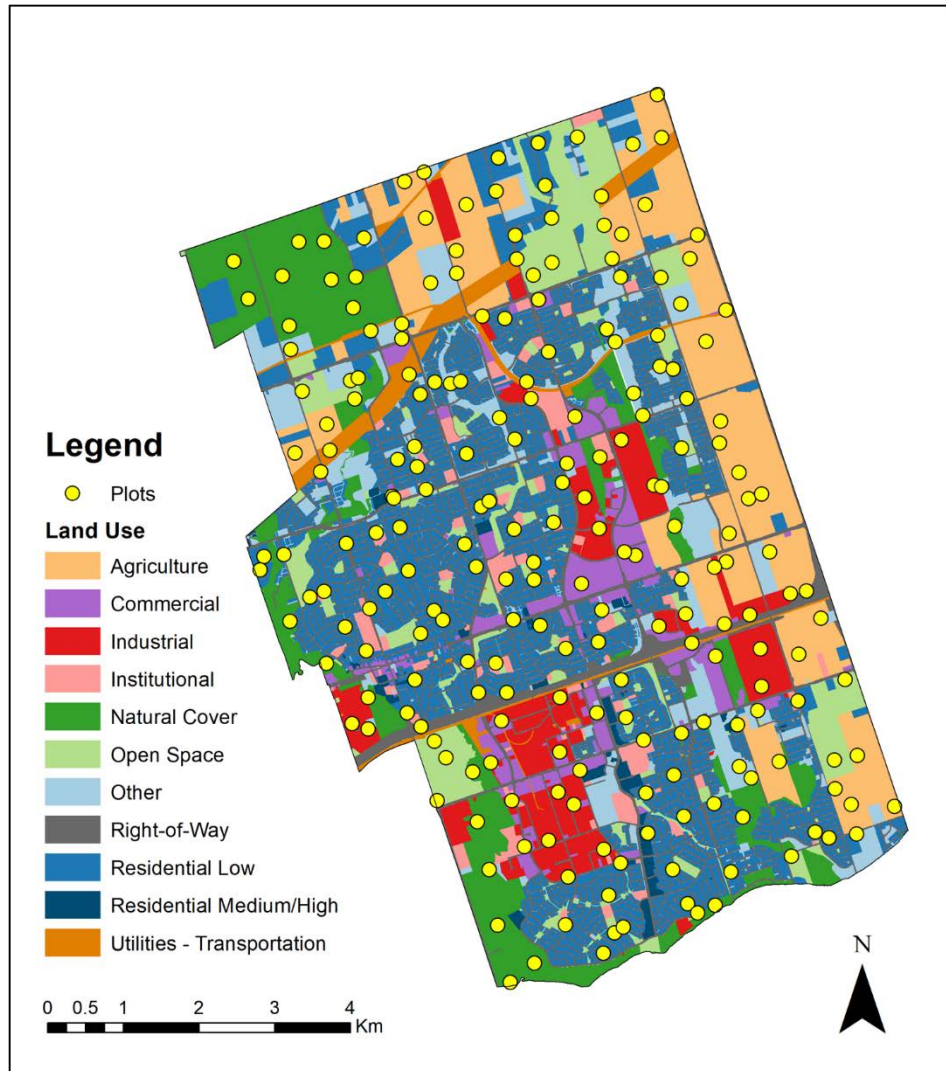 Legend
Plots
Land Use
Agriculture
Commercial
Industrial
Institutional
Natural Cover
Open Space
Other
Right-of-Way
Residential Low
Residential Medium/High
Utilities - Transportation
0 0.5 1 2 3 4
Km
N